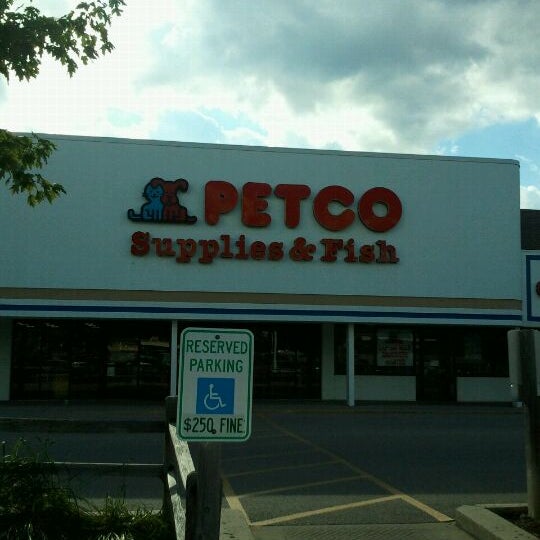 PETCO
Supplies & Fish
RESERVED
PARKING
$250 FINE